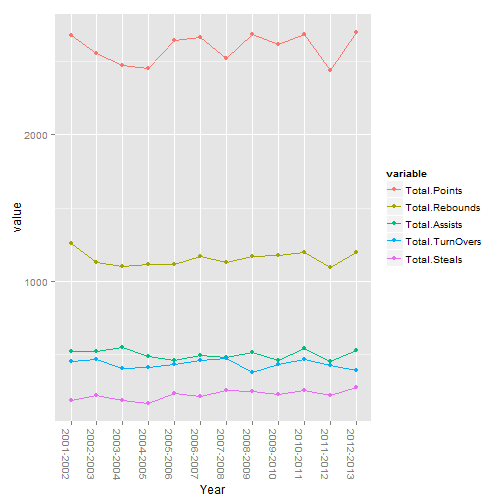 value
2000
1000
2001-2002
2002-2003
2003-2004
2004-2005
2005-2006
2006-2007
2007-2008
2008-2009
2009-2010
2010-2011
2011-2012
2012-2013
Year
variable
Total.Points
Total.Rebounds
Total.Assists
Total.TurnOvers
Total.Steals